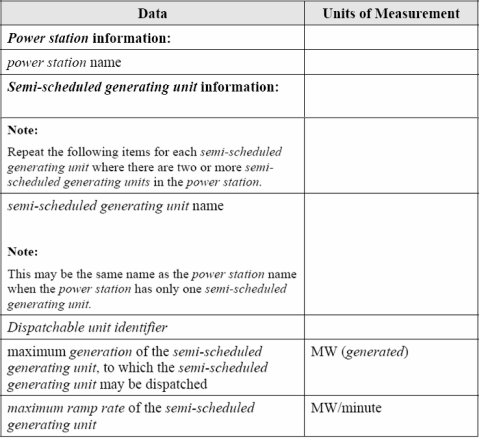 Data Units of Measurement
Power station information:
power station name
Semi-scheduled generating unit information:
Note:
Repeat the following items for each semi-scheduled
generating unit where there are two or more semi-
scheduled generating units in the power station.
semi-scheduled generating unit name
Note:
This may be the same name as the power station name
when the power station has only one semi-scheduled
generating unit.
Dispatchable unit identifier
maximum generation of the semi-scheduled MW (generated)
generating unit, to which the semi-scheduled
generating unit may be dispatched
maximum ramp rate of the semi-scheduled MW/minute
generating unit